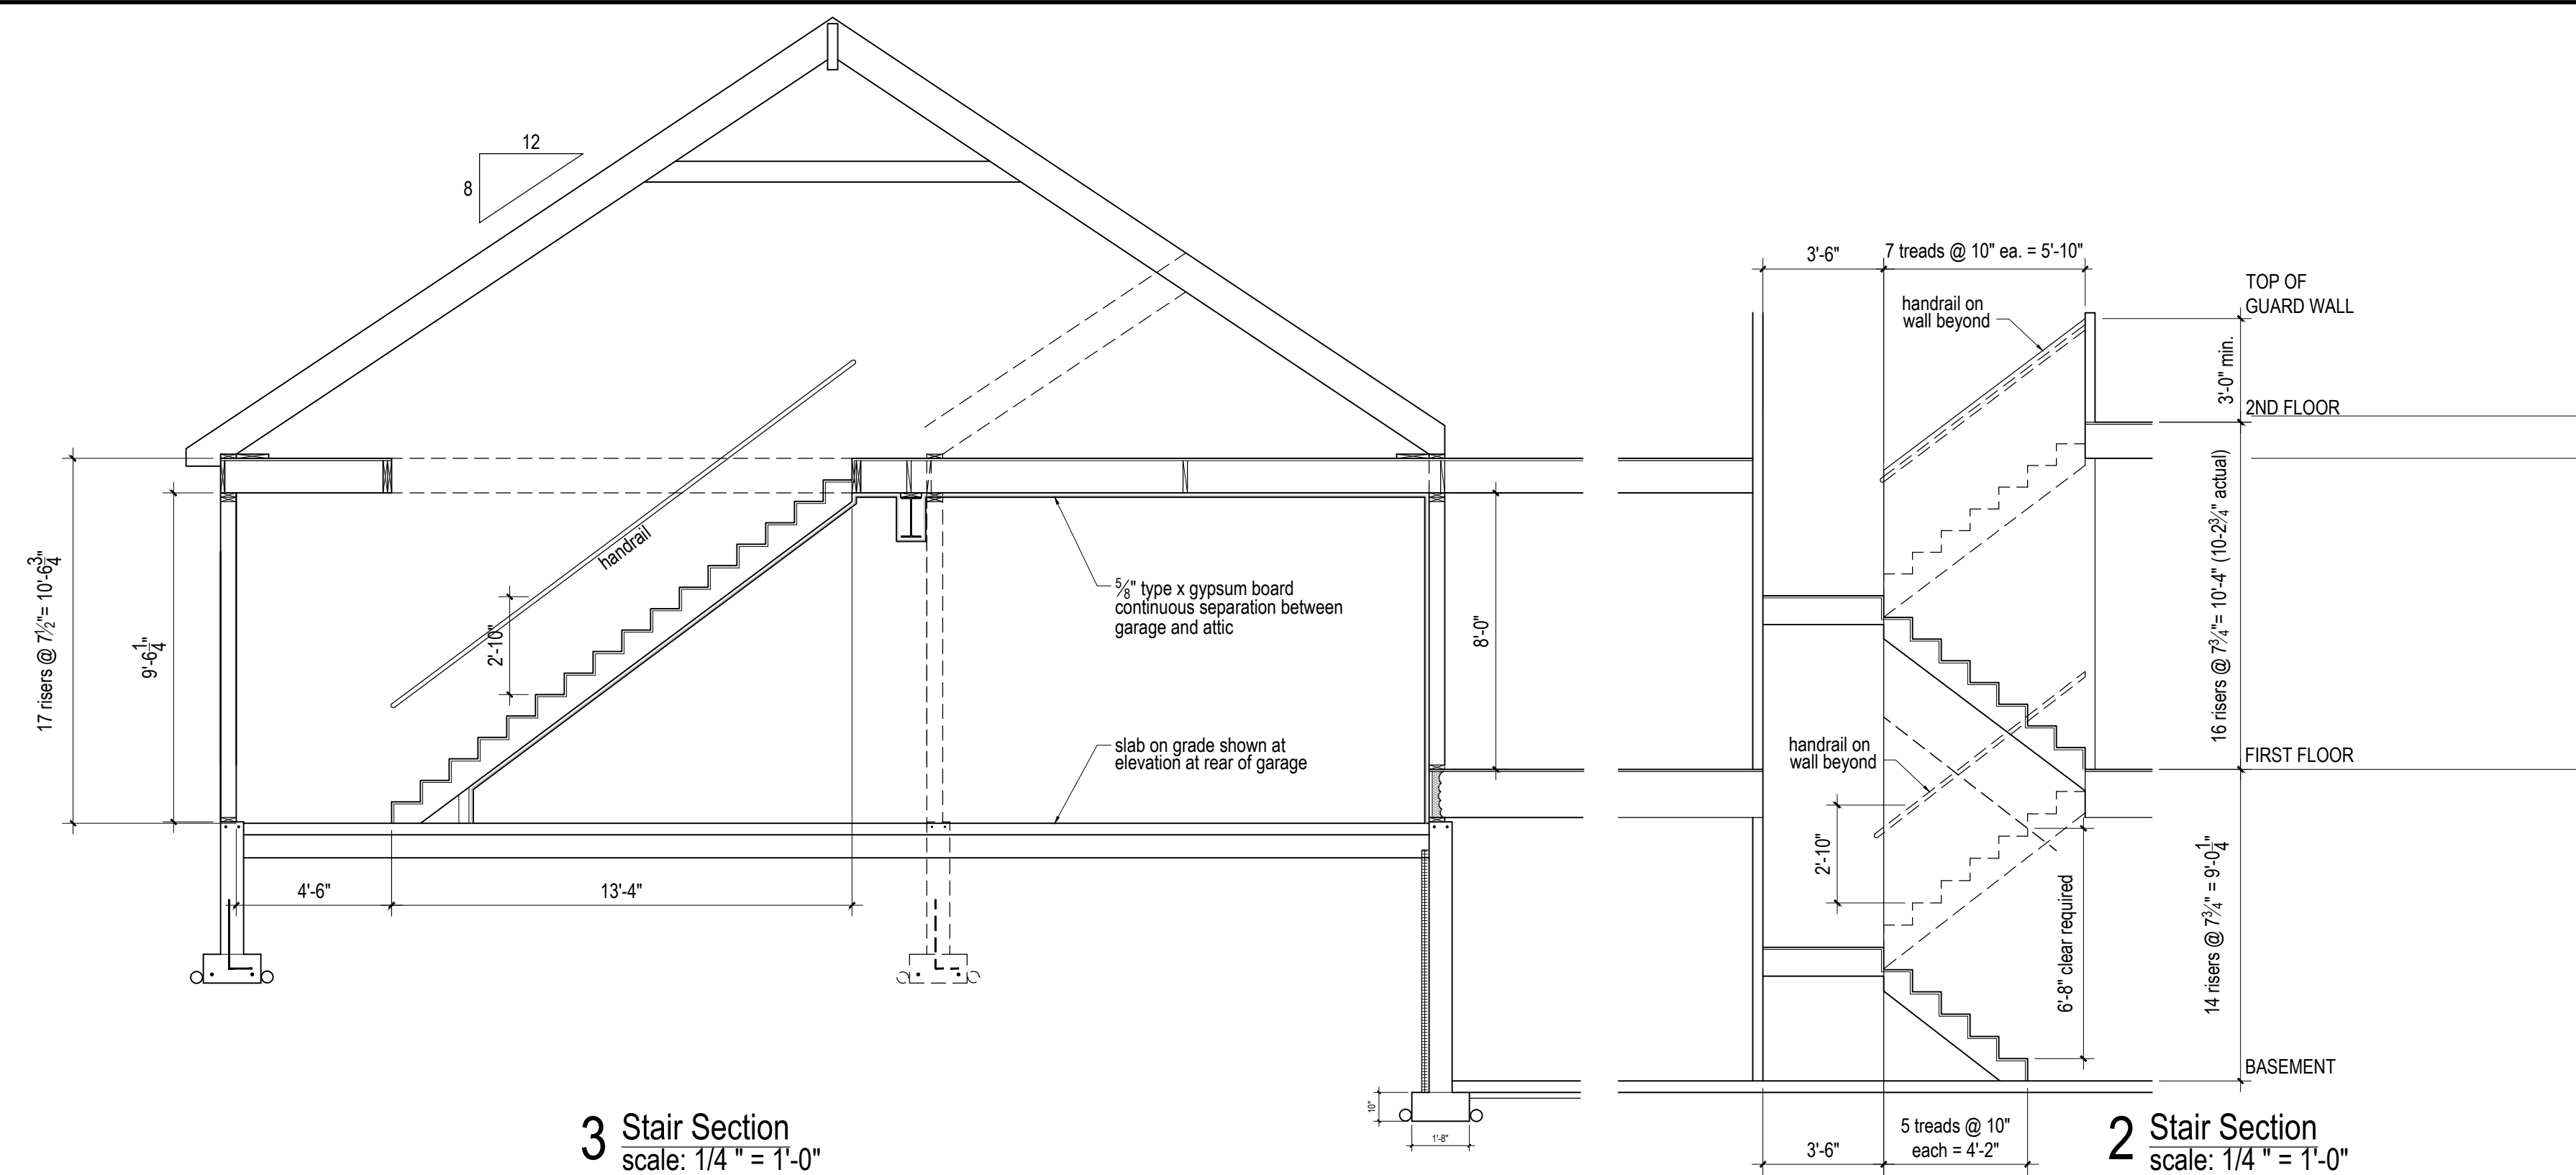 12
8
3'-6"
7 treads @ 10" ea. = 5'-10"
TOP OF
GUARD WALL
handrail on
wall beyond
3'-0" min.
2ND FLOOR
handrail
17 risers @ 7½"= 10'-6¾"
9'-6¼"
2'-10"
⅝" type x gypsum board
continuous separation between
garage and attic
8'-0"
16 risers @ 7¾"= 10'-4" (10-2¾" actual)
slab on grade shown at
elevation at rear of garage
handrail on
wall beyond
FIRST FLOOR
2'-10"
4'-6"
13'-4"
6'-8" clear required
14 risers @ 7¾" = 9'-0¼"
BASEMENT
10"
1'-8"
3'-6"
5 treads @ 10"
each = 4'-2"
3 Stair Section
scale: 1/4 " = 1'-0"
2 Stair Section
scale: 1/4 " = 1'-0"